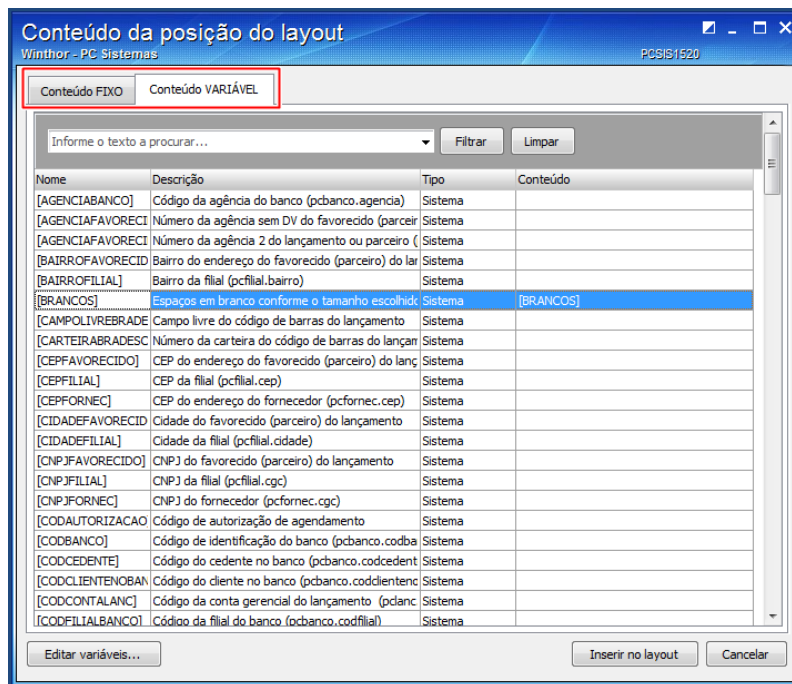 Conteúdo da posição do layout
Winthor - PC Sistemas
PCSIS1520
Conteúdo FIXO
Conteúdo VARIÁVEL
Informe o texto a procurar...
Filtrar
Limpar
Nome Descrição Tipo Conteúdo
[AGENCIABANCO] Código da agência do banco (pcbanco.agencia) Sistema
[AGENCIAFAVORECI Número da agência sem DV do favorecido (parceir Sistema
[AGENCIAFAVORECI Número da agência 2 do lançamento ou parceiro ( Sistema
[BAIRROFAVORECID Bairro do endereço do favorecido (parceiro) do lar Sistema
[BAIRROFILIAL] Bairro da filial (pcfilial.bairro) Sistema
[BRANCOS] Espaços em branco conforme o tamanho escolhido Sistema [BRANCOS]
[CAMPOLIVREBRADE Campo livre do código de barras do lançamento Sistema
[CARTEIRABRADESC Número da carteira do código de barras do lançam Sistema
[CEPFAVORECIDO] CEP do endereço do favorecido (parceiro) do lanç Sistema
[CEPFILIAL] CEP da filial (pcfilial.cep) Sistema
[CEPFORNEC] CEP do endereço do fornecedor (pcfornec.cep) Sistema
[CIDADEFAVORECID Cidade do favorecido (parceiro) do lançamento Sistema
[CIDADEFILIAL] Cidade da filial (pcfilial.cidade) Sistema
[CNPJFAVORECIDO] CNPJ do favorecido (parceiro) do lançamento Sistema
[CNPJFILIAL] CNPJ da filial (pcfilial.cgc) Sistema
[CNPJFORNEC] CNPJ do fornecedor (pcfornec.cgc) Sistema
[CODAUTORIZACAO Código de autorização de agendamento Sistema
[CODBANCO] Código de identificação do banco (pcbanco.codba Sistema
[CODCEDENTE] Código do cedente no banco (pcbanco.codcedent Sistema
[CODCLIENTENOBAN Código do cliente no banco (pcbanco.codclientenc Sistema
[CODCONTALANC] Código da conta gerencial do lançamento (pclanc. Sistema
[CODFILIALBANCO] Código da filial do banco (pcbanco.codfilial) Sistema
Editar variáveis...
Inserir no layout
Cancelar